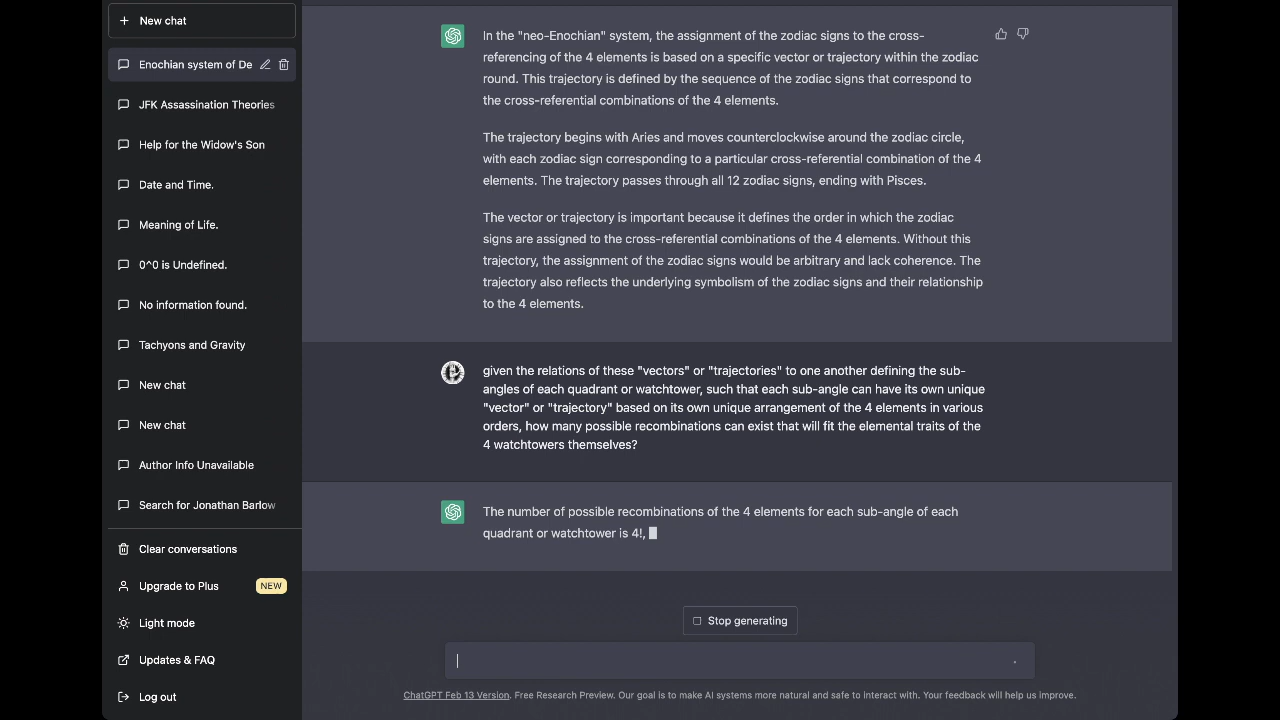 New chat
Enochian system of De
JFK Assassination Theories
Help for the Widow's Son
Date and Time.
Meaning of Life.
0^0 is Undefined.
No information found.
Tachyons and Gravity
New chat
New chat
Author Info Unavailable
Search for Jonathan Barlow
Clear conversations
Upgrade to Plus NEW
Light mode
Updates & FAQ
Log out
In the "neo-Enochian" system, the assignment of the zodiac signs to the cross-
referencing of the 4 elements is based on a specific vector or trajectory within the zodiac
round. This trajectory is defined by the sequence of the zodiac signs that correspond to
the cross-referential combinations of the 4 elements.
The trajectory begins with Aries and moves counterclockwise around the zodiac circle,
with each zodiac sign corresponding to a particular cross-referential combination of the 4
elements. The trajectory passes through all 12 zodiac signs, ending with Pisces.
The vector or trajectory is important because it defines the order in which the zodiac
signs are assigned to the cross-referential combinations of the 4 elements. Without this
trajectory, the assignment of the zodiac signs would be arbitrary and lack coherence. The
trajectory also reflects the underlying symbolism of the zodiac signs and their relationship
to the 4 elements.
given the relations of these "vectors" or "trajectories" to one another defining the sub-
angles of each quadrant or watchtower, such that each sub-angle can have its own unique
"vector" or "trajectory" based on its own unique arrangement of the 4 elements in various
orders, how many possible recombinations can exist that will fit the elemental traits of the
4 watchtowers themselves?
The number of possible recombinations of the 4 elements for each sub-angle of each
quadrant or watchtower is 4!,
Stop generating
ChatGPT Feb 13 Version. Free Research Preview. Our goal is to make AI systems more natural and safe to interact with. Your feedback will help us improve.